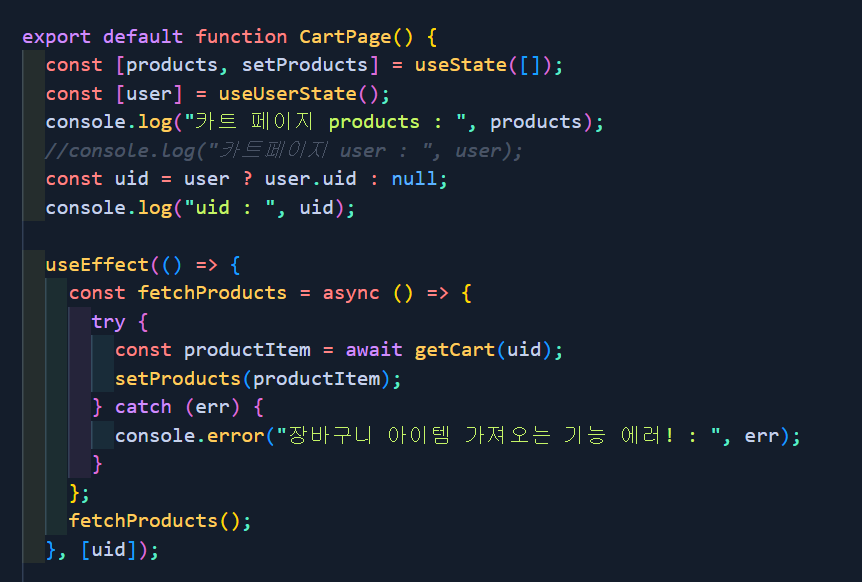 export default function CartPage() {
const [products, setProducts] = useState([]);
const [user] = useUserState();
console.log("카트 페이지 products : ", products);
//console.log("카트페이지 user : ", user);
const uid = user ? user.uid : null;
console.log("uid : ", uid);
useEffect(() => {
const fetchProducts = async () => {
try {
const productItem = await getCart(uid);
setProducts(productItem);
} catch (err) {
console.error("장바구니 아이템 가져오는 기능 에러! : ", err);
}
};
fetchProducts();
}, [uid]);